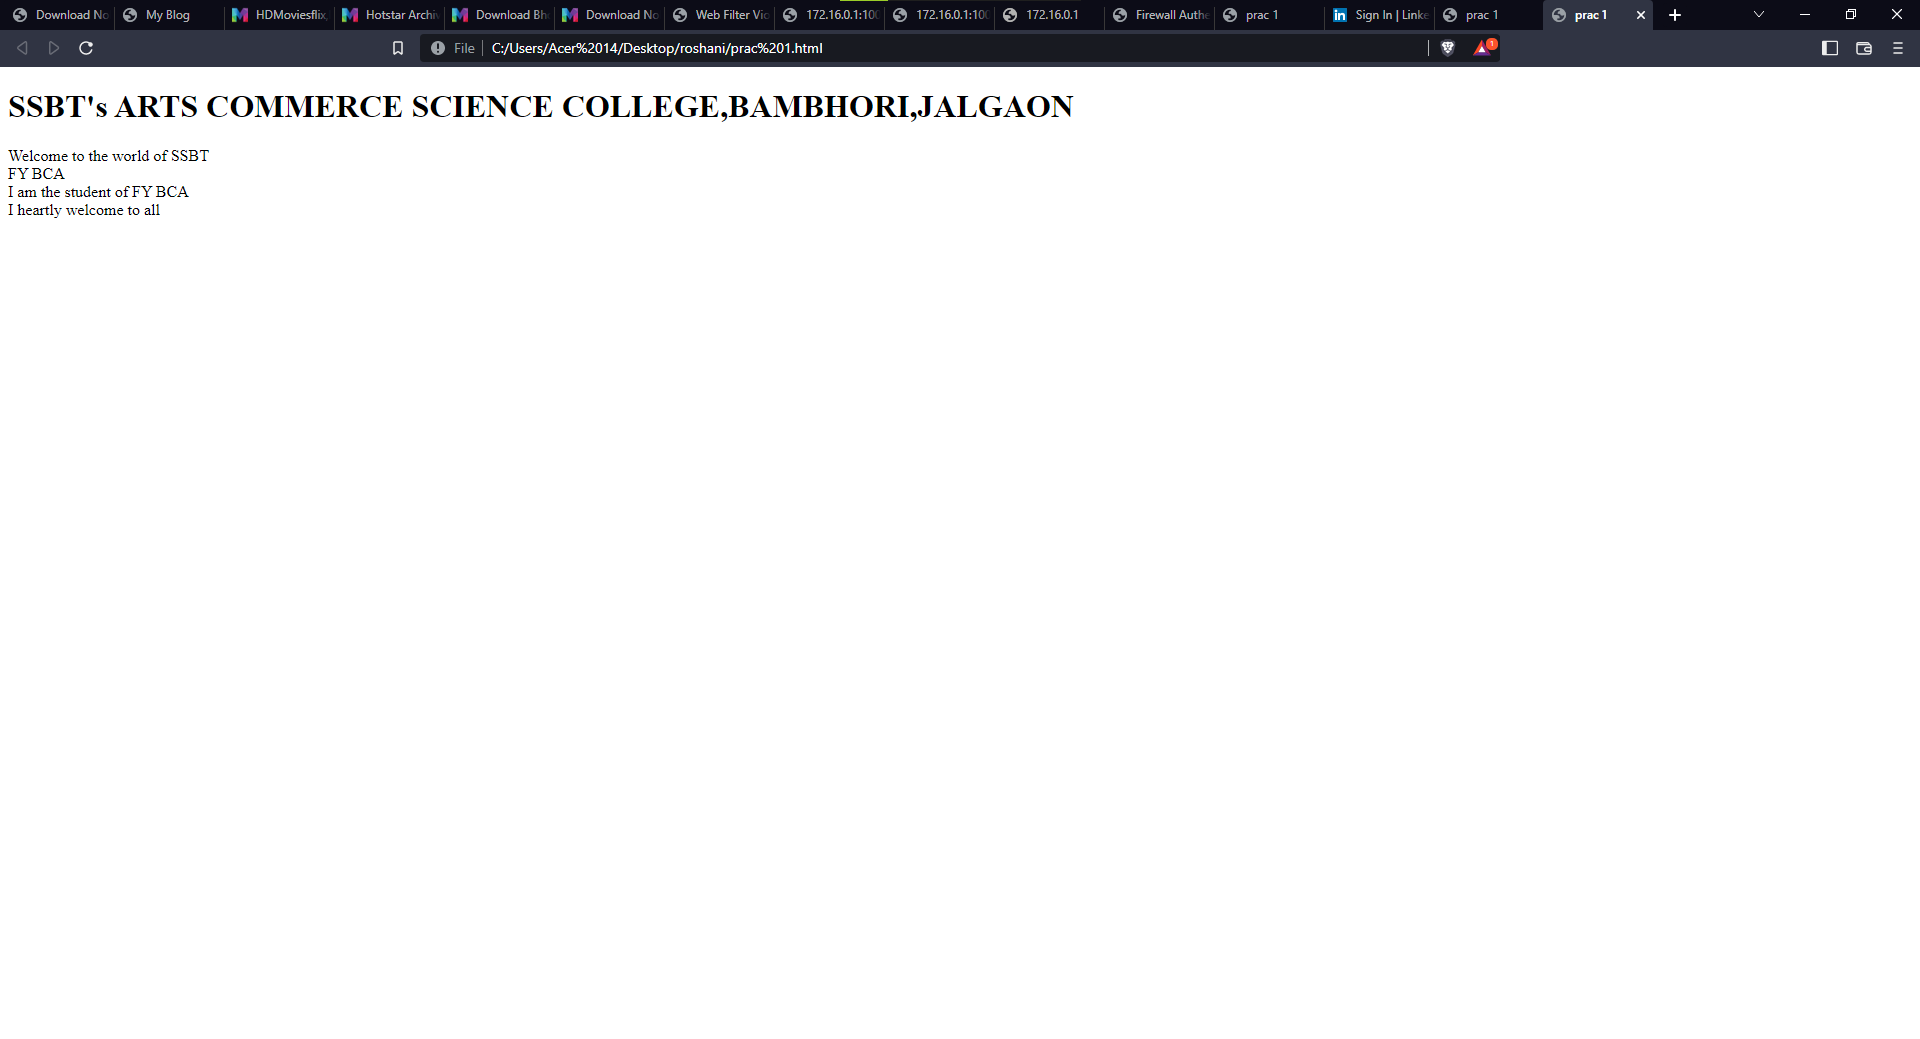 Download No
My Blog
HDMoviesflix,
Hotstar Archi
Download Bh
Download No
Web Filter Vio
172.16.0.1:100
172.16.0.1:100
172.16.0.1
Firewall Authe
prac 1
Sign In | Linke
prac 1
prac 1
File
C:/Users/Acer%2014/Desktop/roshani/prac%201.html
1
SSBT's ARTS COMMERCE SCIENCE COLLEGE,BAMBHORI,JALGAON
Welcome to the world of SSBT
FY BCA
I am the student of FY BCA
I heartly welcome to all